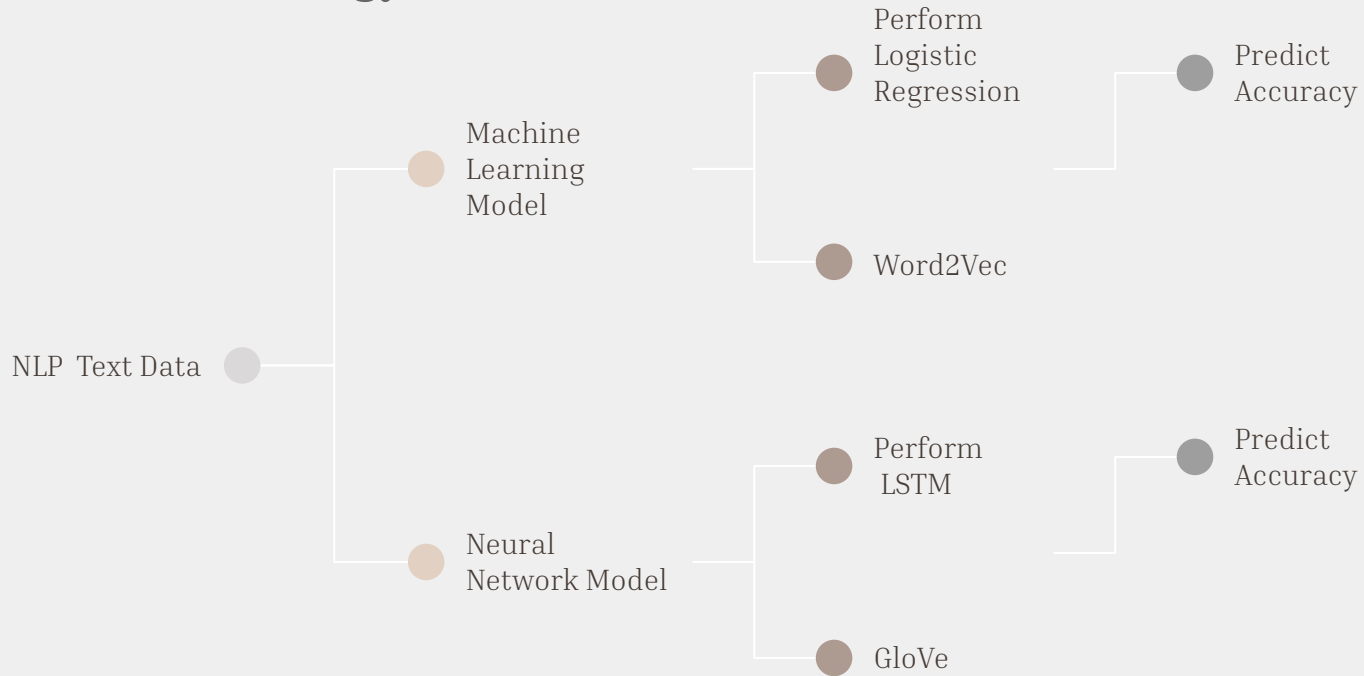 Perform
Logistic
Regression
Predict
Accuracy
Machine
Learning
Model
Word2Vec
NLP Text Data
Perform
LSTM
Predict
Accuracy
Neural
Network Model
GloVe